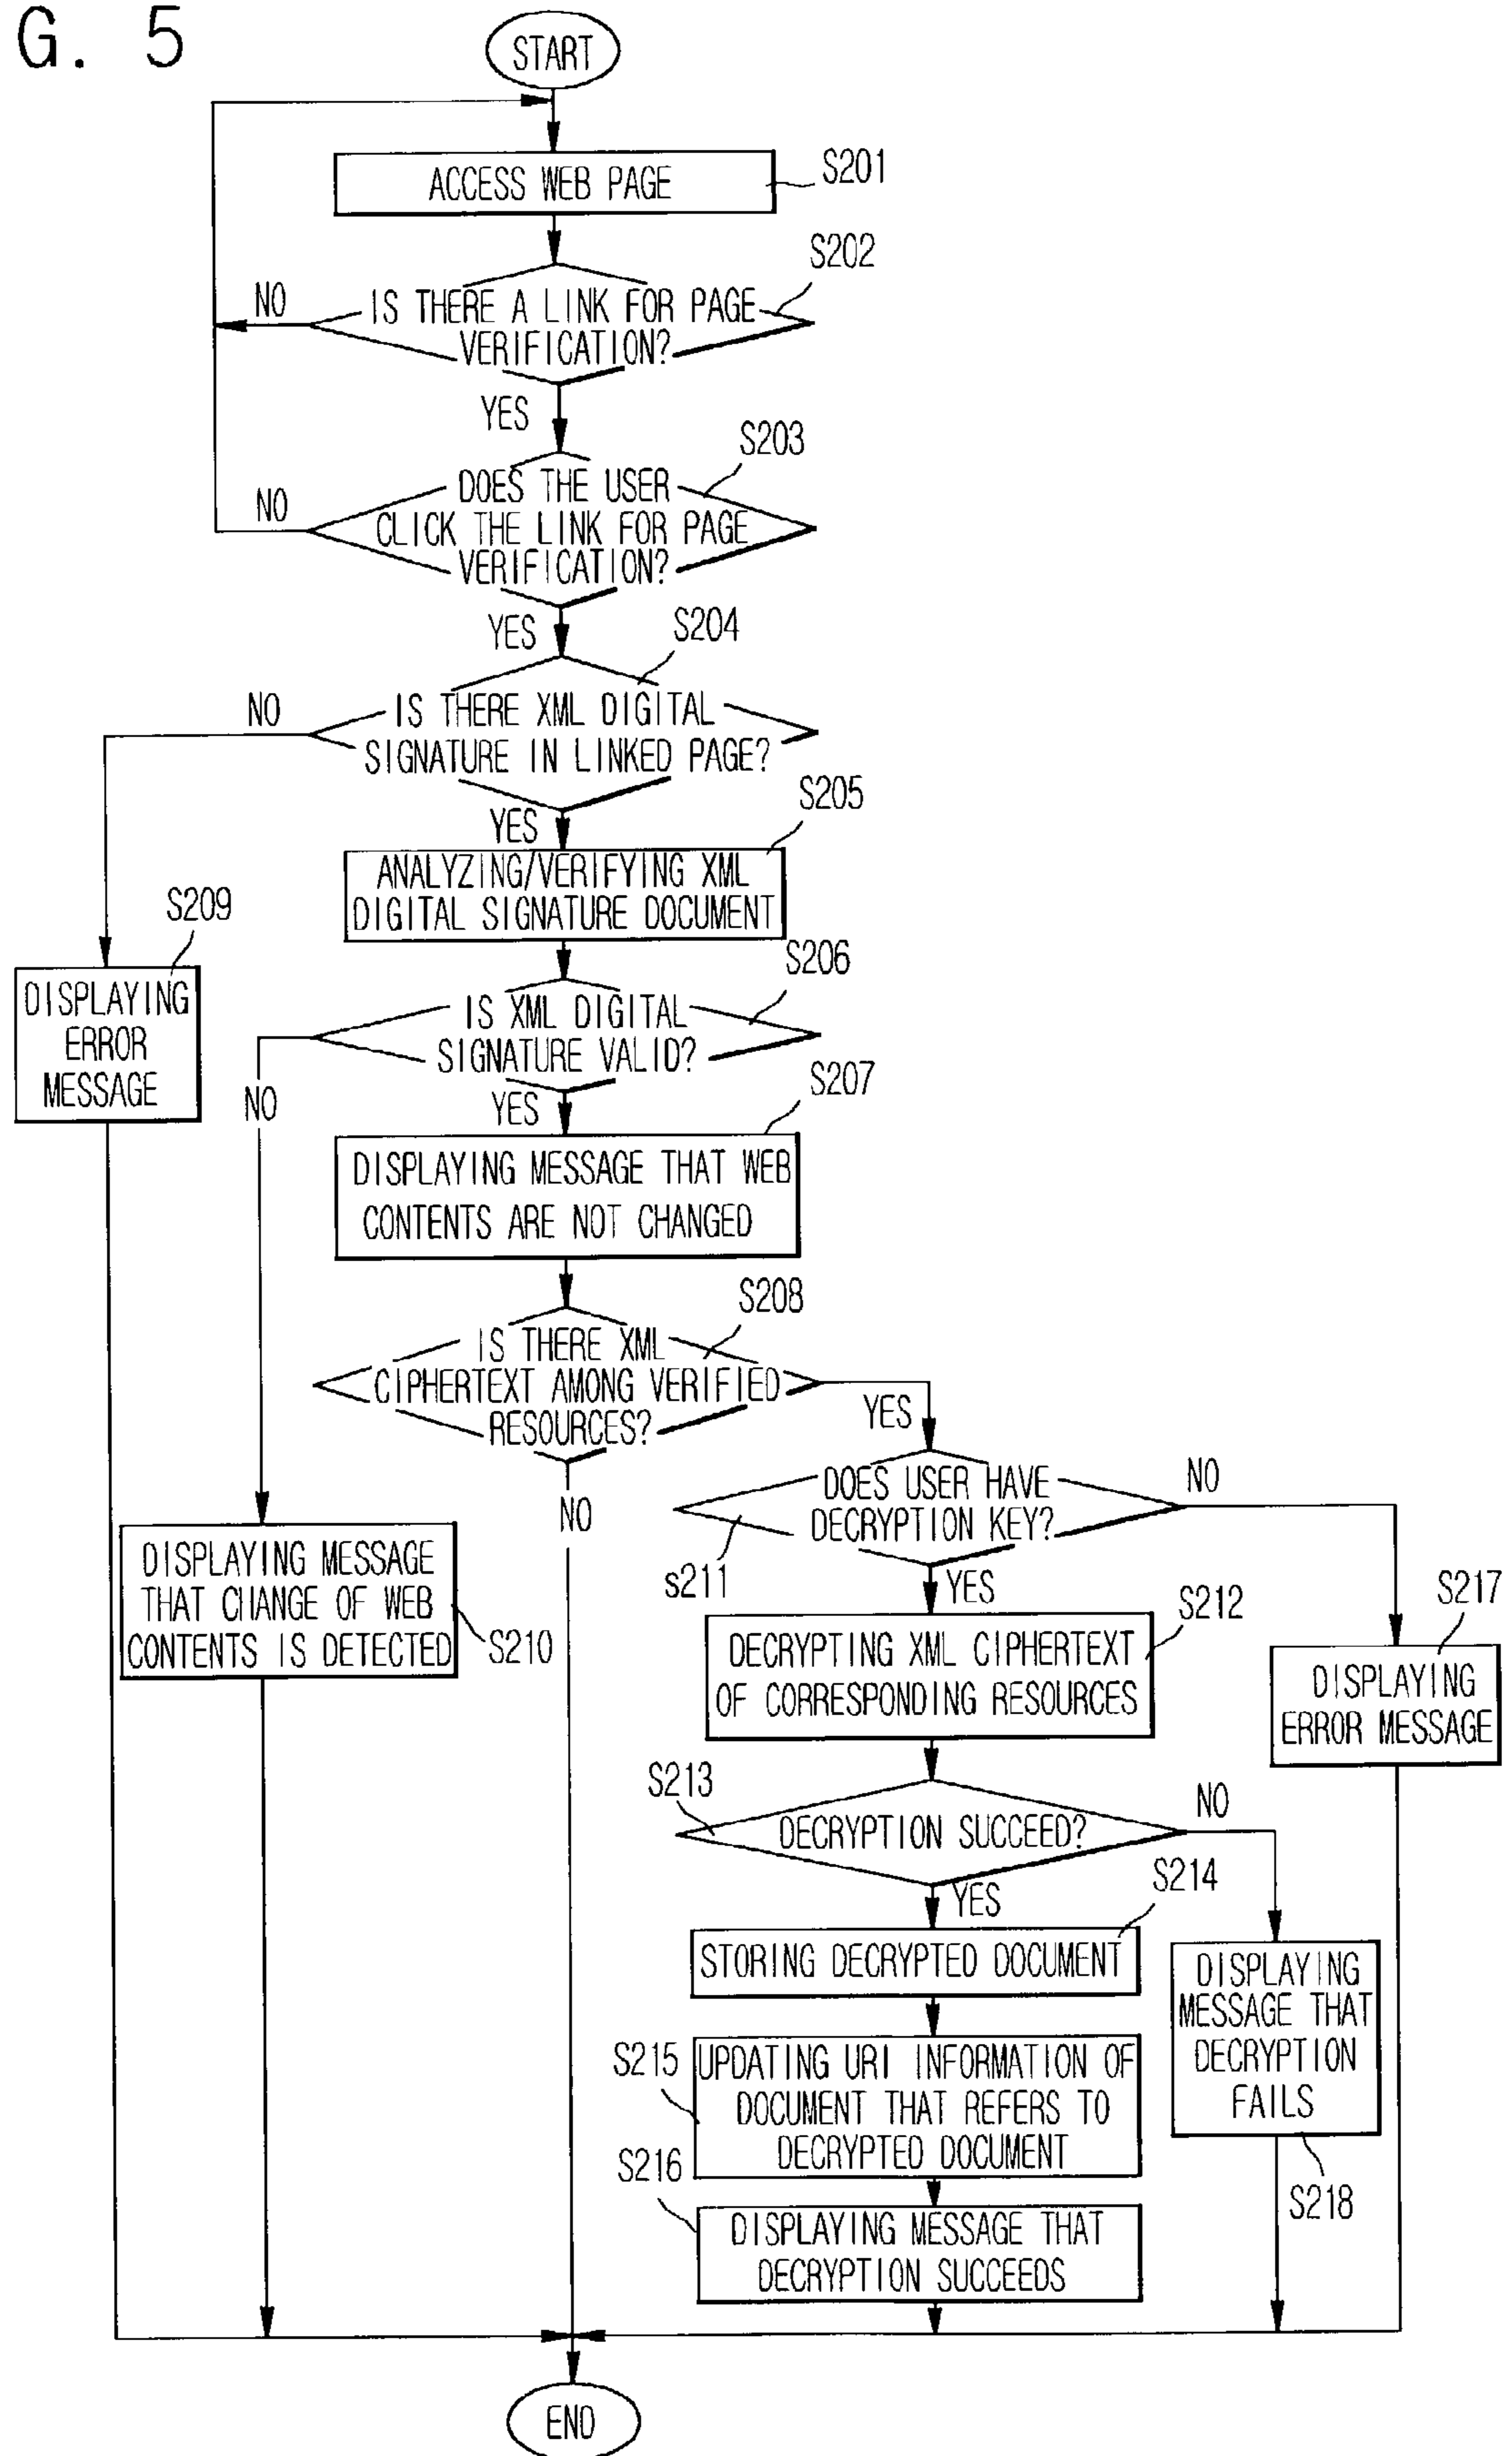 G. 5
START
ACCESS WEB PAGE
S201
S202
NO
IS THERE A LINK FOR PAGE
VERIFICATION?
YES
S203
DOES THE USER
NO
CLICK THE LINK FOR PAGE
VERIFICATION?
YES
S204
NO
IS THERE XML DIGITAL
SIGNATURE IN LINKED PAGE?
YES
S205
ANALYZING/VERIFYING XML
DIGITAL SIGNATURE DOCUMENT
S209
DISPLAYING
ERROR
MESSAGE
S206
IS XML DIGITAL
SIGNATURE VALID?
NO
YES
S207
DISPLAYING MESSAGE THAT WEB
CONTENTS ARE NOT CHANGED
S208
IS THERE XML
CIPHERTEXT AMONG VERIFIED
RESOURCES?
YES
NO
DOES USER HAVE
DECRYPTION KEY?
NO
s211
YES
DISPLAYING MESSAGE
THAT CHANGE OF WEB
CONTENTS IS DETECTED
S210
S212
DECRYPTING XML CIPHERTEXT
OF CORRESPONDING RESOURCES
S217
DISPLAYING
ERROR MESSAGE
S213
DECRYPTION SUCCEED?
NO
YES
S214
STORING DECRYPTED DOCUMENT
DISPLAYING
MESSAGE THAT
DECRYPTION
FAILS
S218
S215
UPDATING URI INFORMATION OF
DOCUMENT THAT REFERS TO
DECRYPTED DOCUMENT
S216
DISPLAYING MESSAGE THAT
DECRYPTION SUCCEEDS
END